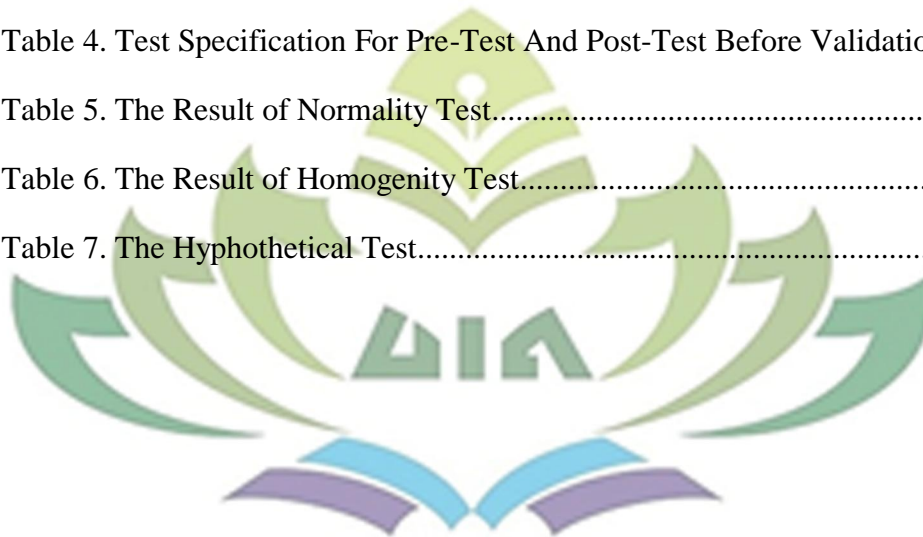 Table 4. Test Specification For Pre-Test And Post-Test Before
Table 5. The Result of Normality Test.....................................................
Table 6. The Result of Homogenity Test..................................................
Table 7. The Hyphothetical Test...............................................................
UIN